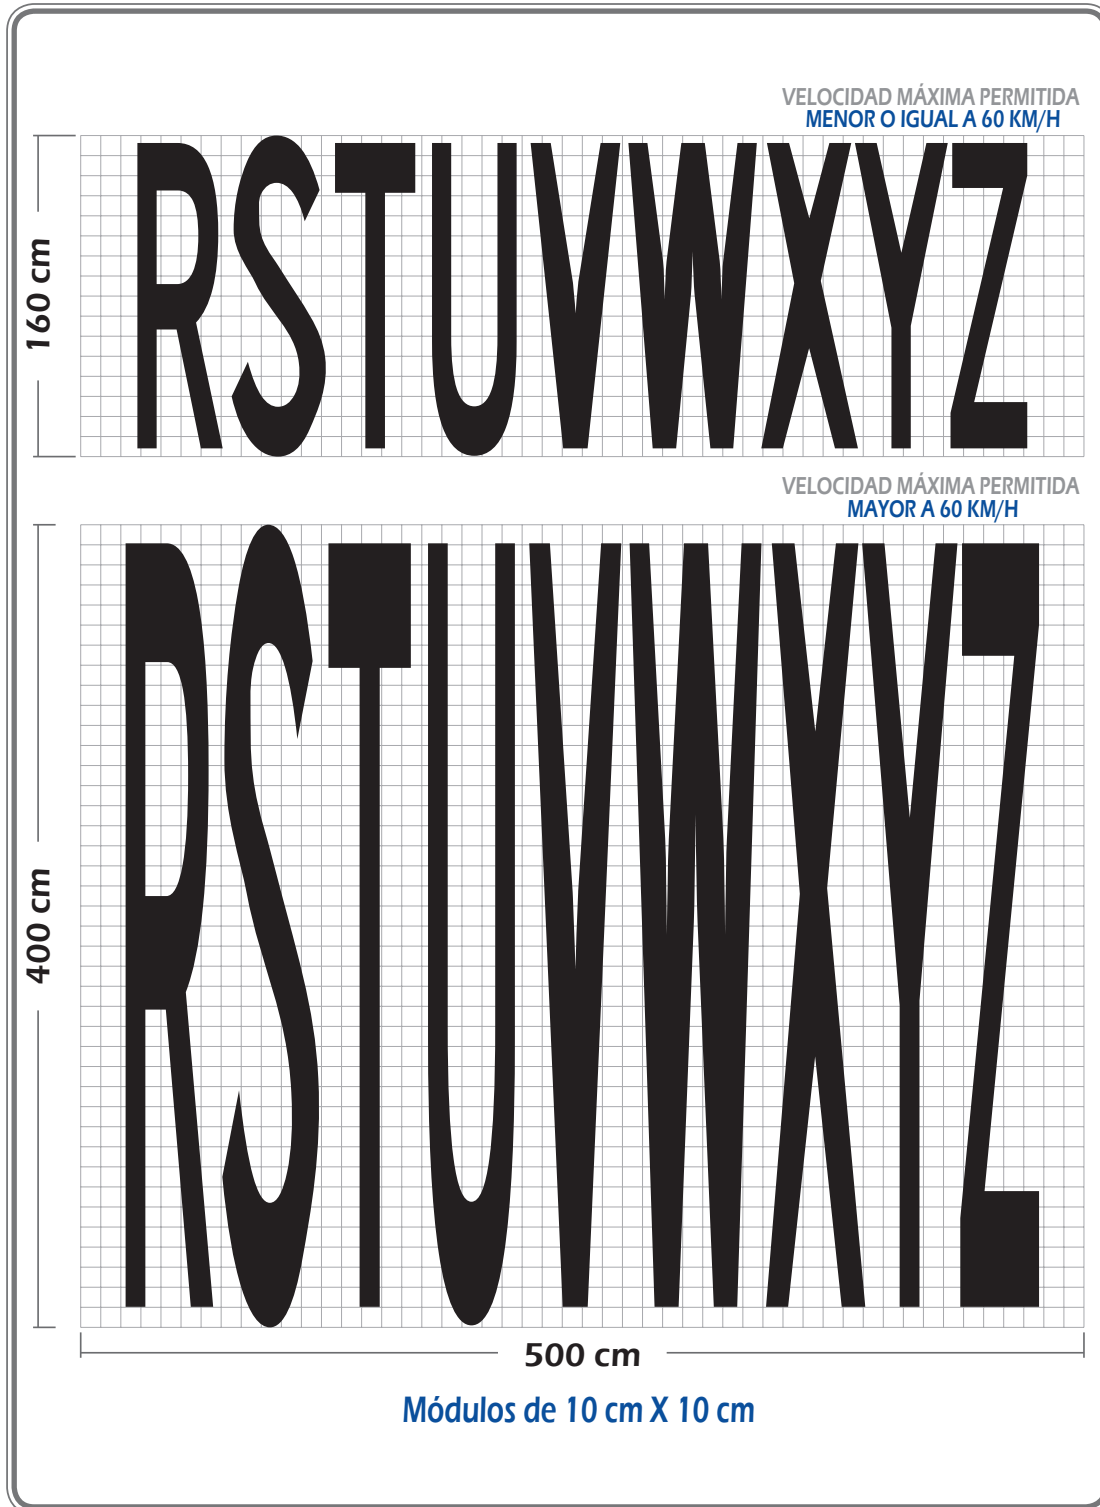 VELOCIDAD MÁXIMA PERMITIDA
MENOR O IGUAL A 60 KM/H
160 cm
RSTUVWXYZ
VELOCIDAD MÁXIMA PERMITIDA
MAYOR A 60 KM/H
400 cm
RSTUVWXYZ
500 cm
Módulos de 10 cm X 10 cm